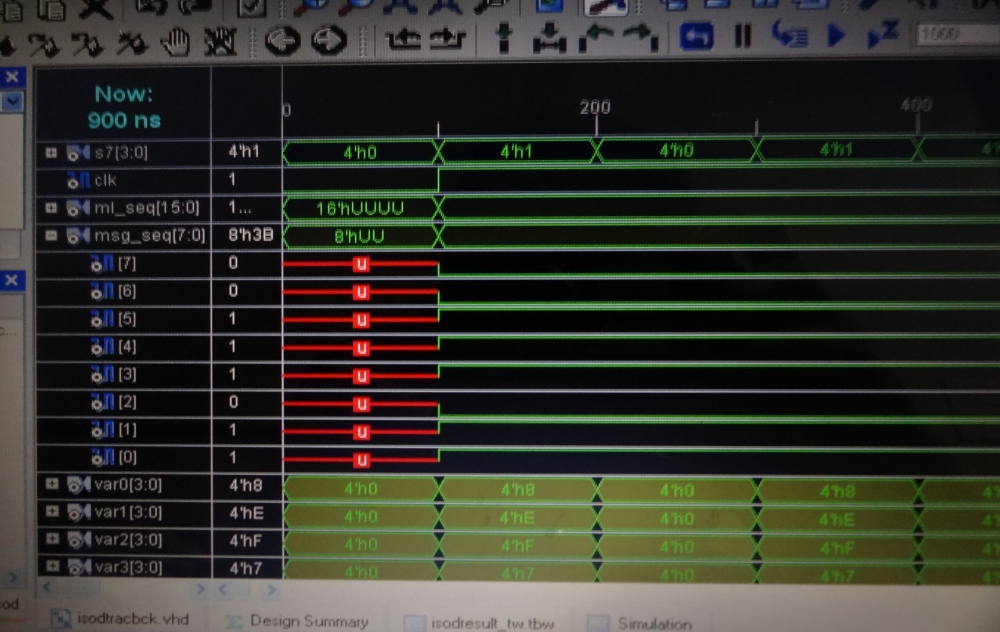 1000
Now:
900 ns
0 200 400
s7[3:0] 4'h1 4'h0 4'h1 4'h0 4'h1
clk 1
ml_seq[15:0] 1... 16'hUUUU
msg_seq[7:0] 8'h3B 8'hUU
[7] 0 U
[6] 0 U
[5] 1 U
[4] 1 U
[3] 1 U
[2] 0 U
[1] 1 U
[0] 1 U
var0[3:0] 4'h8 4'h0 4'h8 4'h0 4'h8
var1[3:0] 4'hE 4'h0 4'hE 4'h0 4'hE
var2[3:0] 4'hF 4'h0 4'hF 4'h0 4'hF
var3[3:0] 4'h7 4'h0 4'h7 4'h0 4'h7
isodtracbck.vhd Design Summary isodresult_tw.tbw Simulation